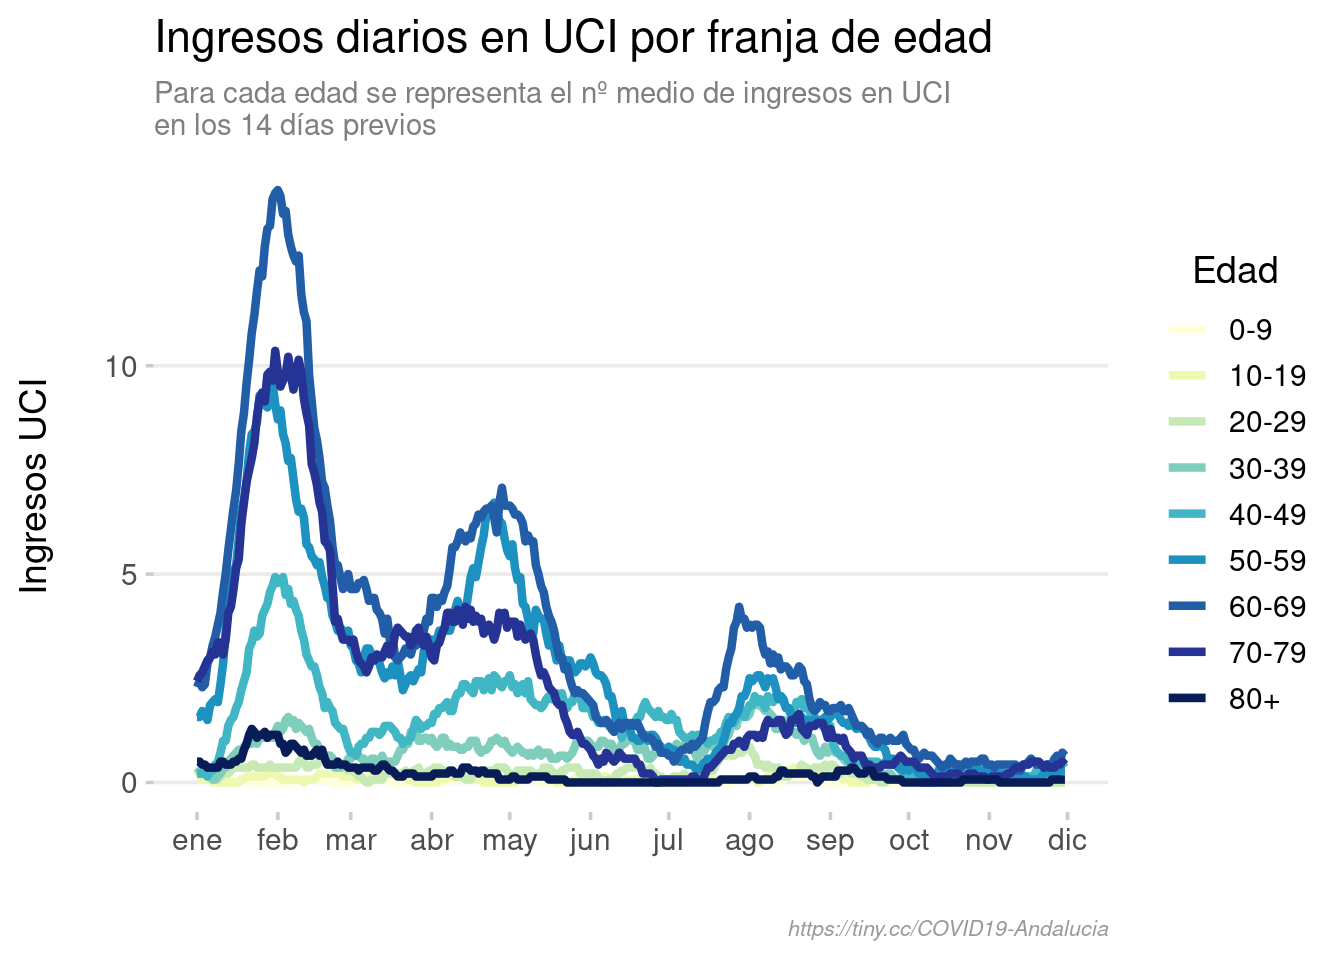 Ingresos diarios en UCI por franja de edad
Para cada edad se representa el nº medio de ingresos en UCI
en los 14 días previos
Ingresos UCI
10
5
0
ene feb mar abr may jun jul ago sep oct nov dic
Edad
0-9
10-19
20-29
30-39
40-49
50-59
60-69
70-79
80+
https://tiny.cc/COVID19-Andalucia